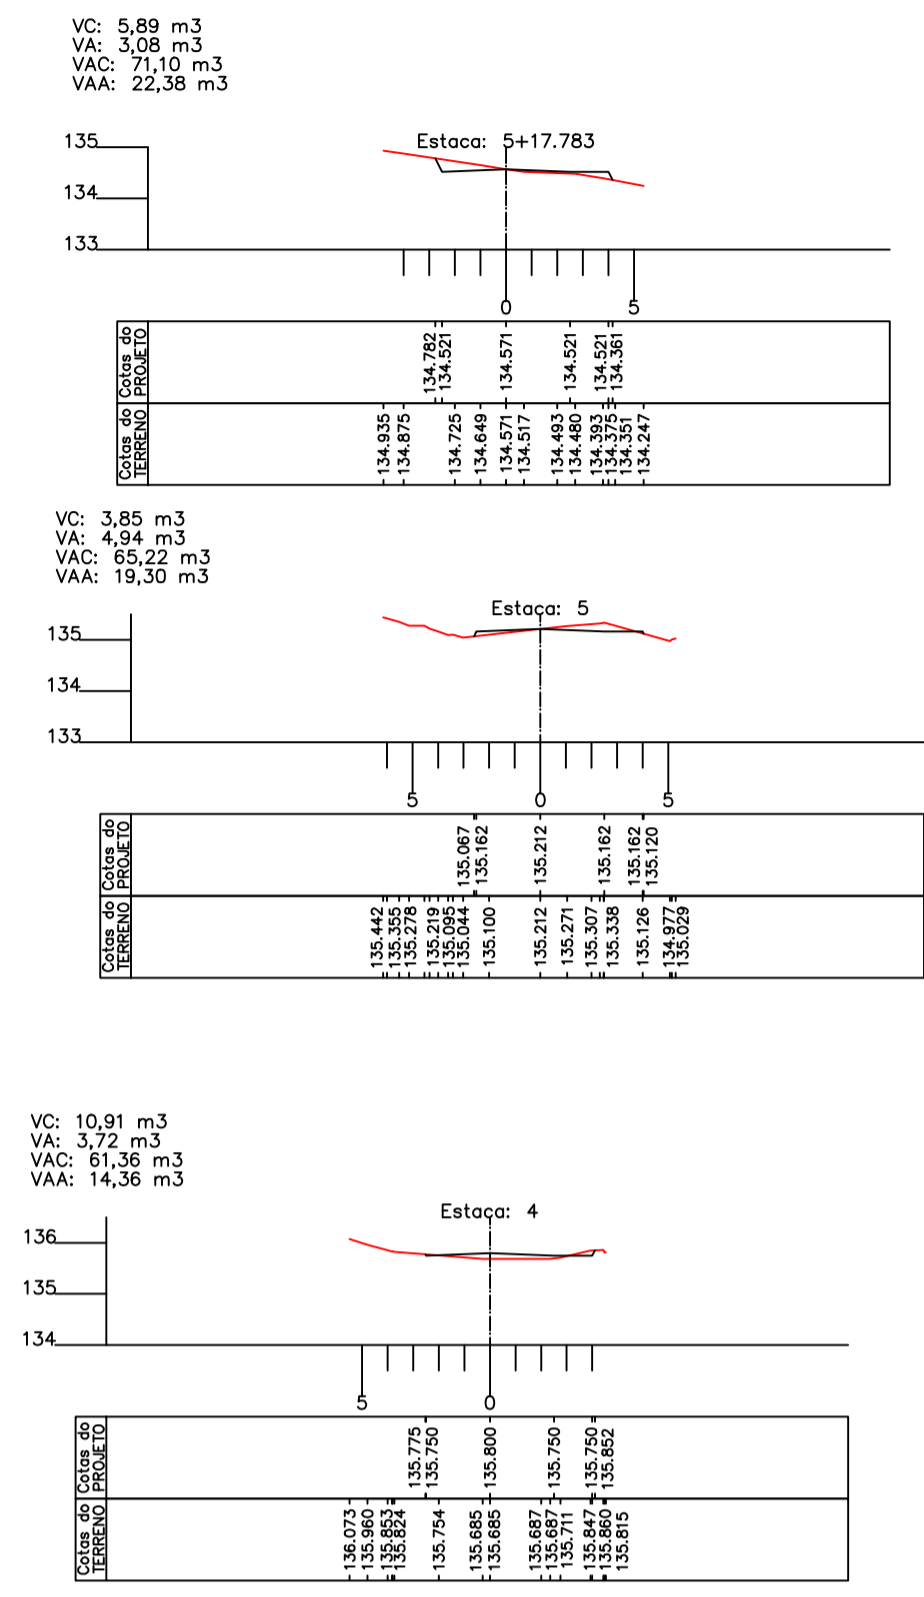 VC: 5,89 m3
VA: 3,08 m3
VAC: 71,10 m3
VAA: 22,38 m3
Estaca: 5+17.783
135
134
133
0 5
Cotas do
PROJETO
134.782 134.521 134.571 134.521 134.521 134.361
Cotas do
TERRENO
134.935 134.875 134.725 134.649 134.571 134.517 134.493 134.480 134.393 134.375 134.351 134.247
VC: 3,85 m3
VA: 4,94 m3
VAC: 65,22 m3
VAA: 19,30 m3
Estaca: 5
135
134
133
5 0 5
Cotas do
PROJETO
135.067 135.162 135.212 135.162 135.162 135.120
Cotas do
TERRENO
135.442 135.355 135.278 135.219 135.095 135.044 135.100 135.212 135.271 135.307 135.338 135.126 134.977 135.029
VC: 10,91 m3
VA: 3,72 m3
VAC: 61,36 m3
VAA: 14,36 m3
Estaca: 4
136
135
134
5 0
Cotas do
PROJETO
135.775 135.750 135.800 135.750 135.750 135.852
Cotas do
TERRENO
136.073 135.960 135.853 135.824 135.754 135.685 135.685 135.687 135.687 135.711 135.847 135.860 135.815